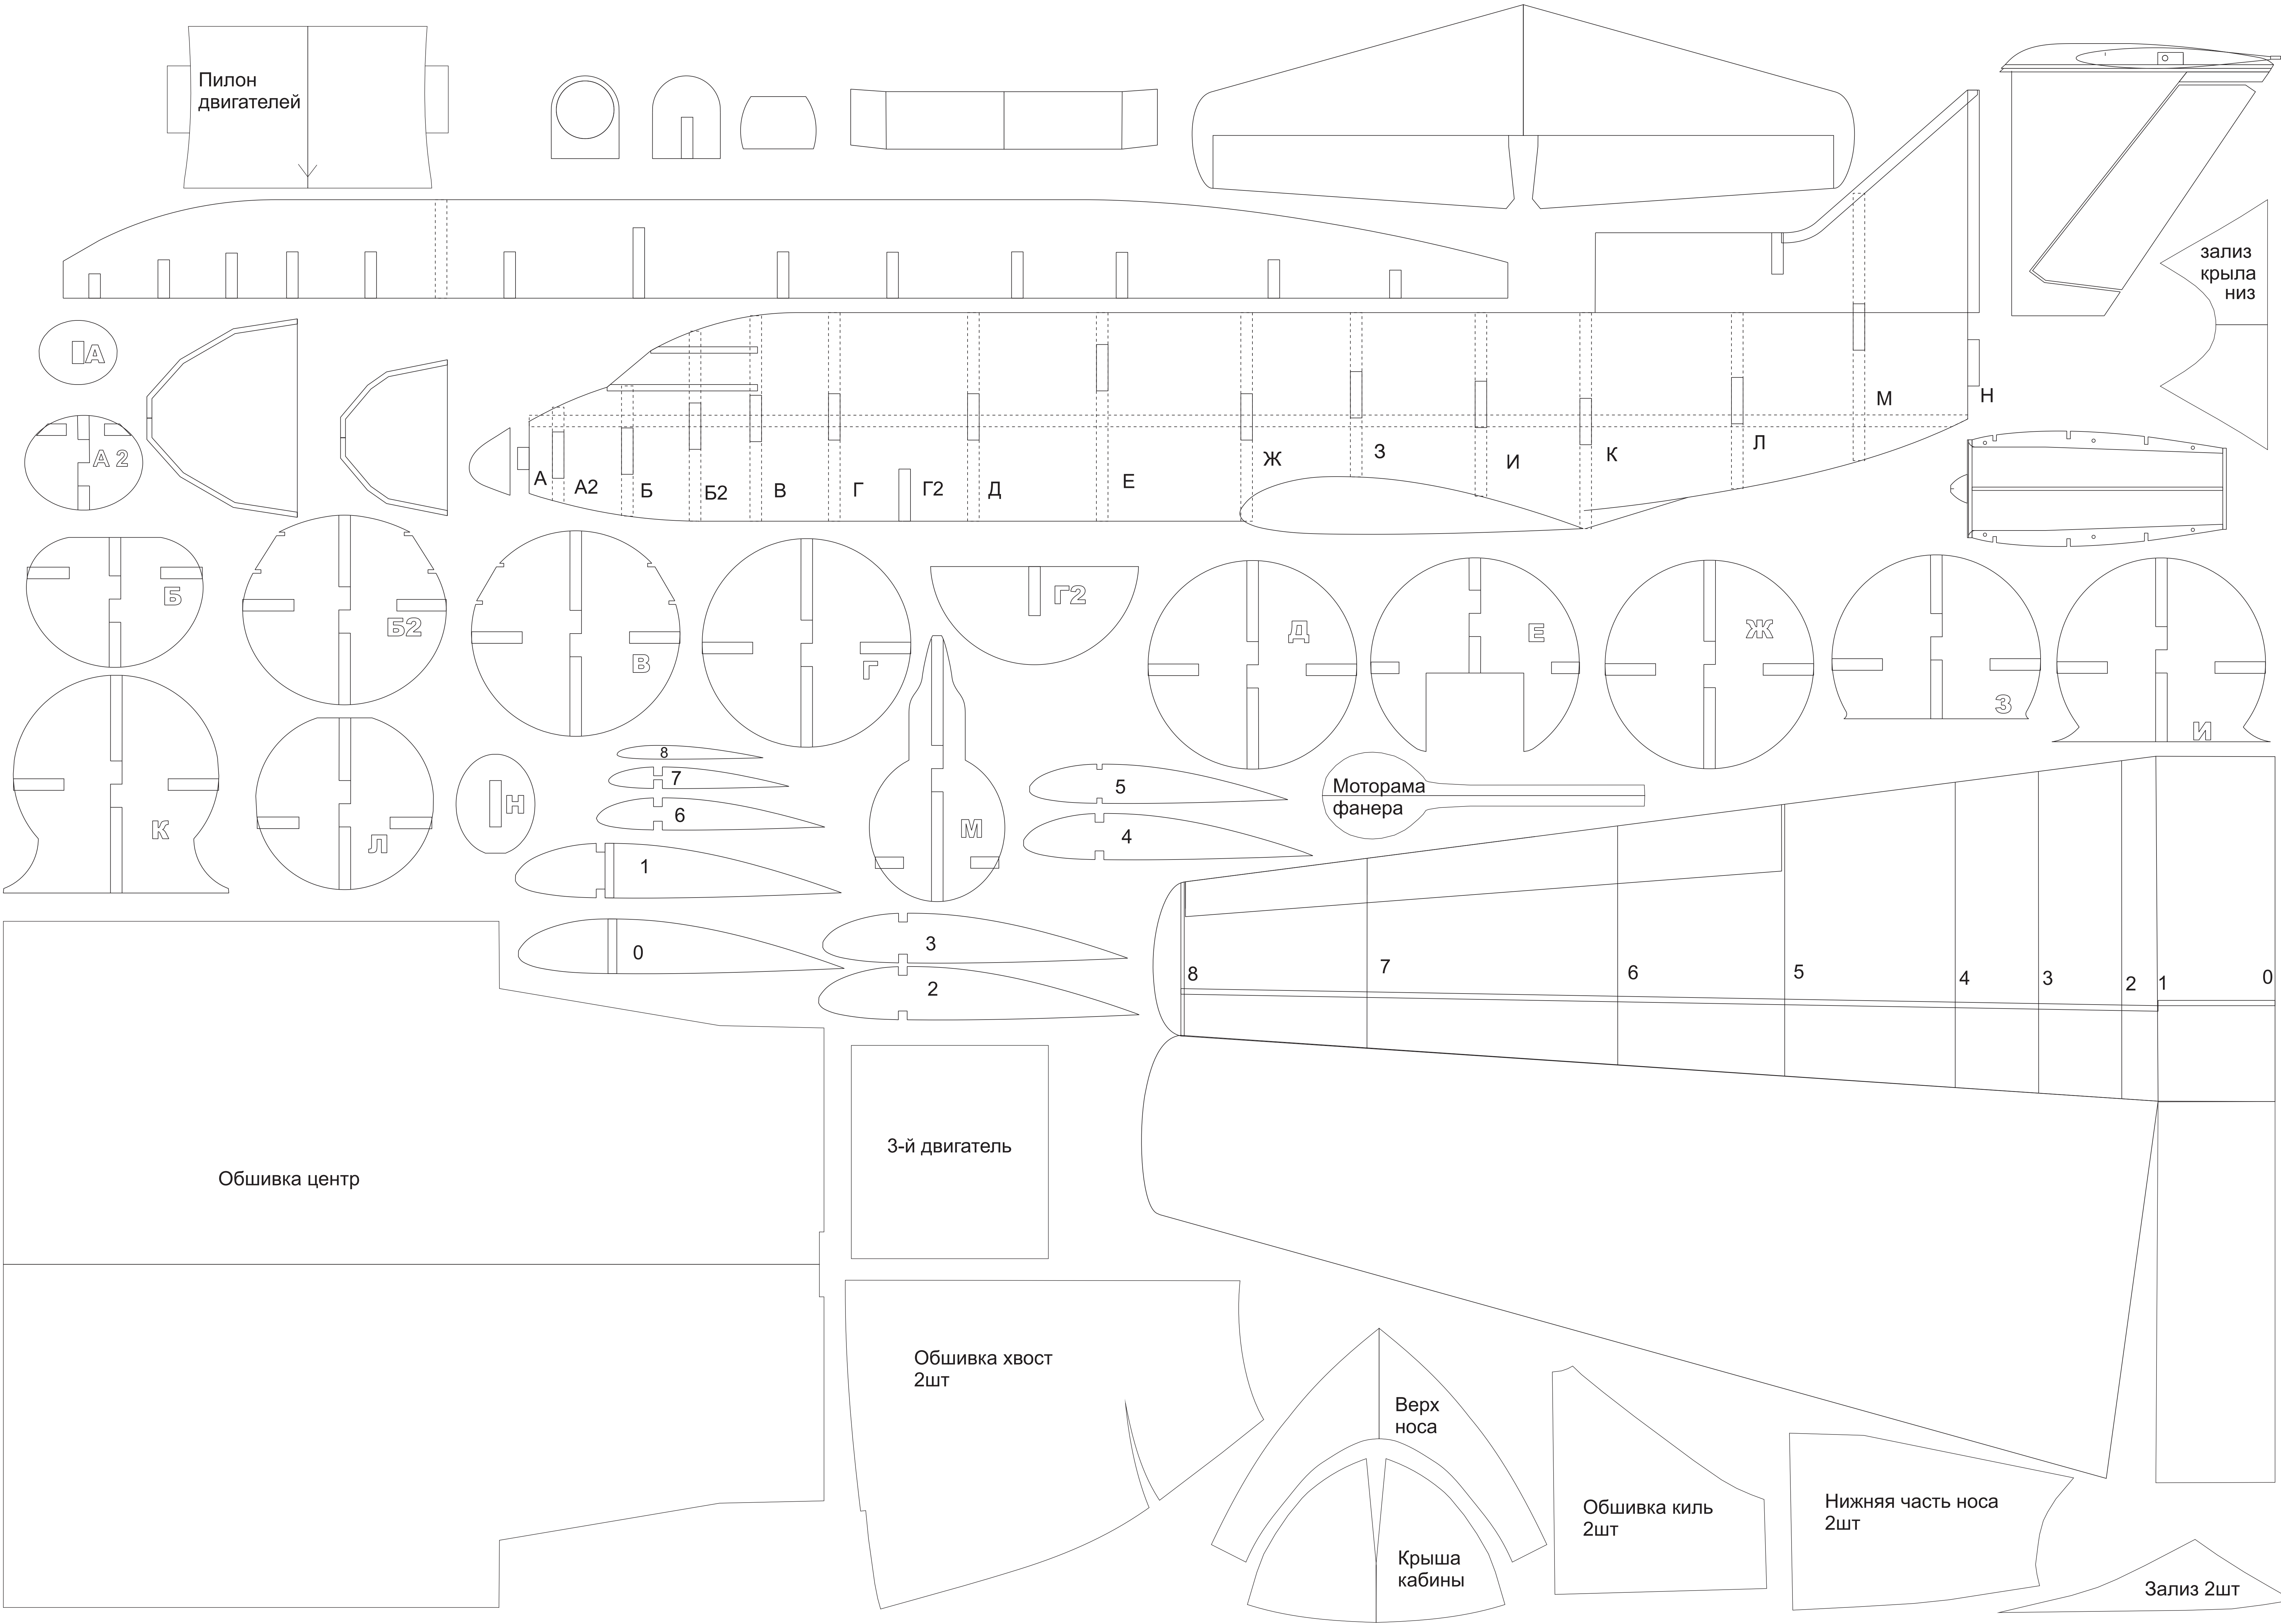 Пилон
двигателей
зализ
крыла
низ
А
А 2
А
А2
Б
Б2
В
Г
Г2
Д
Е
Ж
З
И
К
Л
М
Н
Б
Б2
В
Г
Г2
Д
Е
Ж
З
И
К
Л
Н
М
8
7
6
1
0
5
4
3
2
Моторама
фанера
8
7
6
5
4
3
2
1
0
Обшивка центр
3-й двигатель
Обшивка хвост
2шт
Верх
носа
Крыша
кабины
Обшивка киль
2шт
Нижняя часть носа
2шт
Зализ 2шт